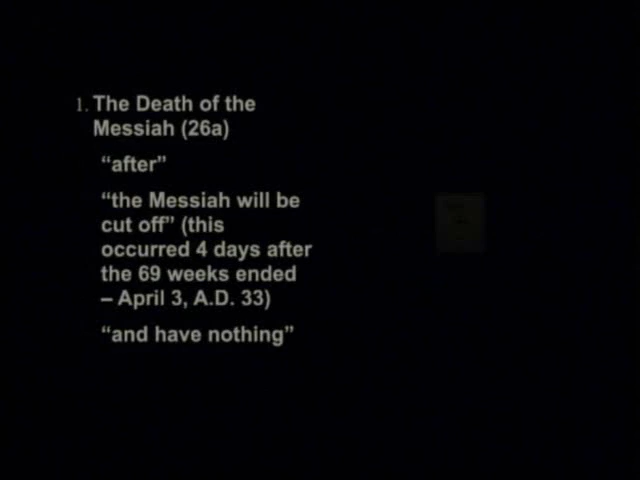 1. The Death of the
Messiah (26a)
“after”
“the Messiah will be
cut off” (this
occurred 4 days after
the 69 weeks ended
– April 3, A.D. 33)
“and have nothing”